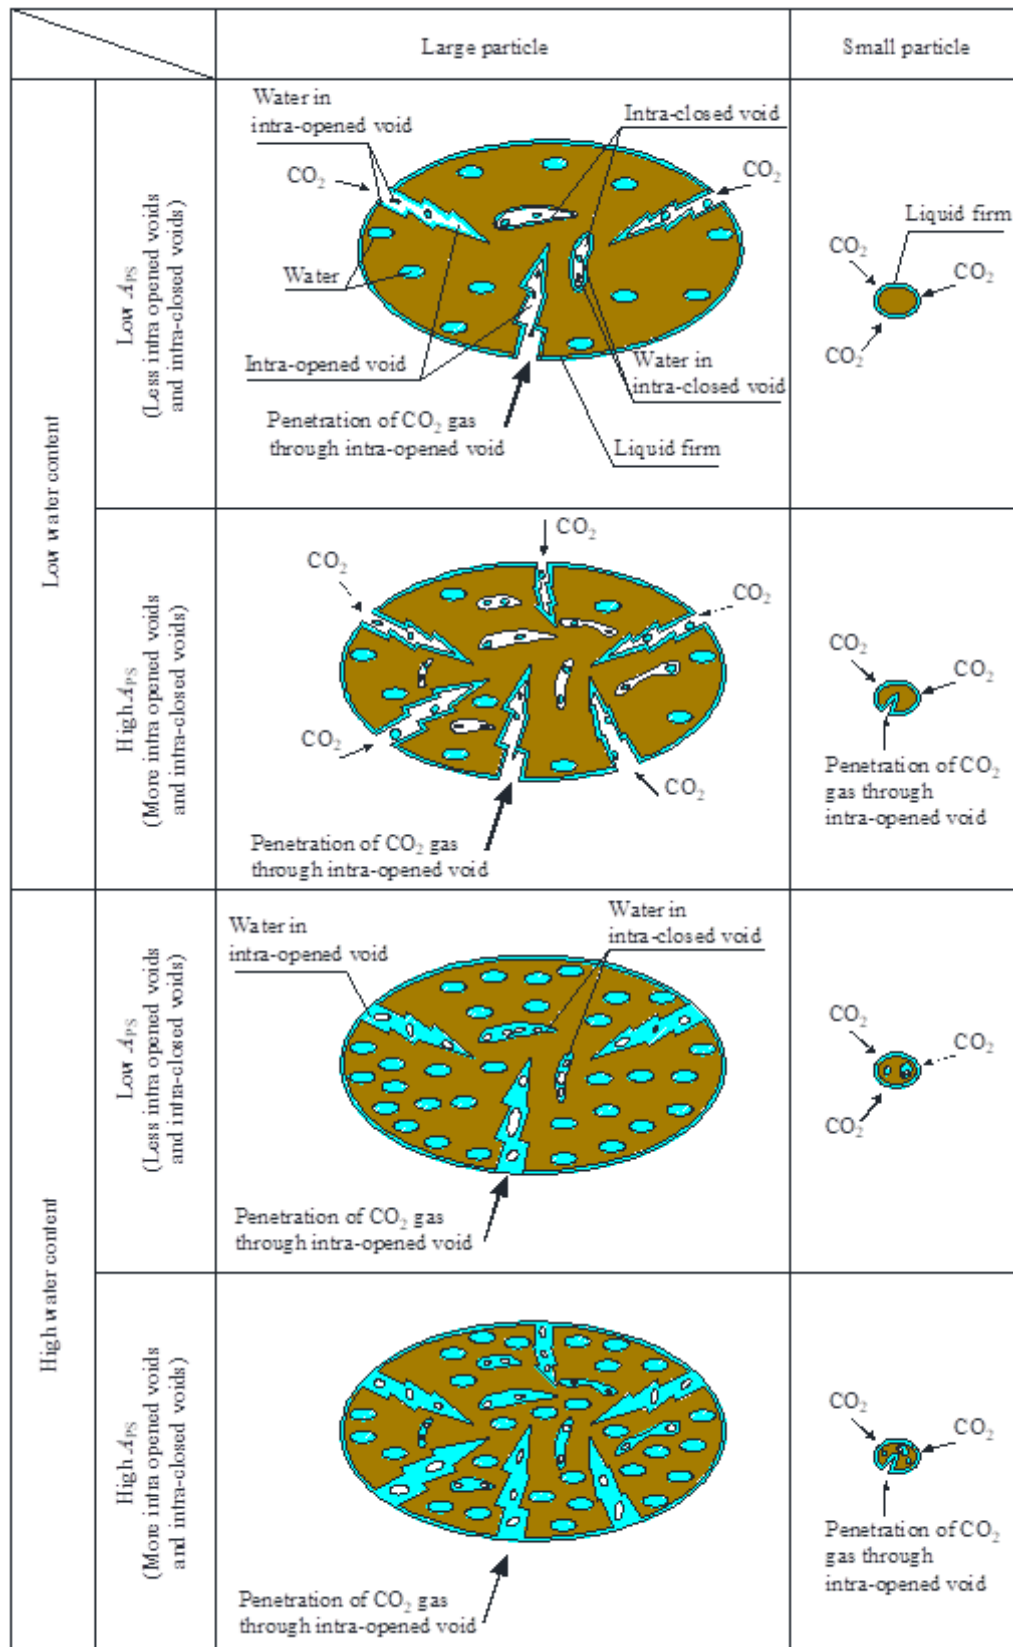 Large particle
Small particle
Low water content
Low APS
(Less intra opened voids
and intra-closed voids)
Water in
intra-opened void
CO2
Water
Intra-opened void
Penetration of CO2 gas
through intra-opened void
Intra-closed void
CO2
Water in
intra-closed void
Liquid firm
Liquid firm
CO2
CO2
CO2
High APS
(More intra opened voids
and intra-closed voids)
CO2
CO2
CO2
CO2
CO2
Penetration of CO2 gas
through intra-opened void
CO2
CO2
Penetration of CO2
gas through
intra-opened void
High water content
Low APS
(Less intra opened voids
and intra-closed voids)
Water in
intra-opened void
Water in
intra-closed void
Penetration of CO2 gas
through intra-opened void
CO2
CO2
CO2
High APS
(More intra opened voids
and intra-closed voids)
Penetration of CO2 gas
through intra-opened void
CO2
CO2
Penetration of CO2
gas through
intra-opened void